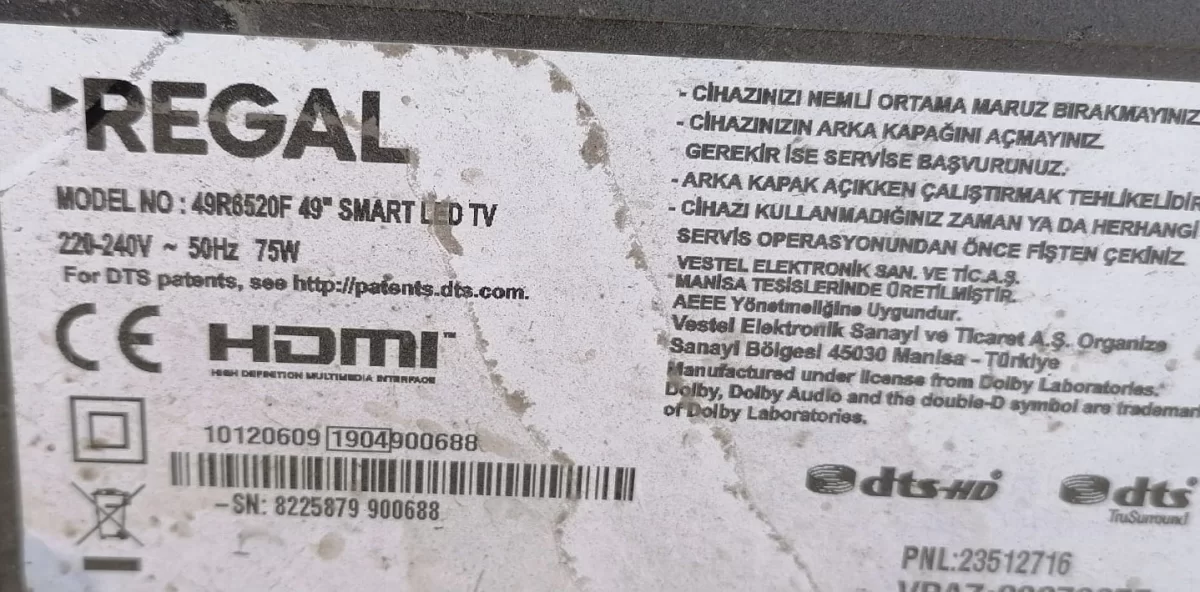 REGAL
MODEL NO : 49R6520F 49" SMART LED TV
220-240V ~ 50Hz 75W
For DTS patents, see http://patents.dts.com.
CE HDMI™
HIGH DEFINITION MULTIMEDIA INTERFACE
10120609 1904900688
-SN: 8225879 900688
- CİHAZINIZI NEMLİ ORTAMA MARUZ BIRAKMAYINIZ
- CİHAZINIZIN ARKA KAPAĞINI AÇMAYINIZ.
GEREKİR İSE SERVİSE BAŞVURUNUZ.
- ARKA KAPAK AÇIKKEN ÇALIŞTIRMAK TEHLİKELİDİR
- CİHAZI KULLANMADIĞINIZ ZAMAN YA DA HERHANGİ
SERVİS OPERASYONUNDAN ÖNCE FİŞTEN ÇEKİNİZ.
VESTEL ELEKTRONİK SAN. VE TİC.A.Ş.
MANİSA TESİSLERİNDE ÜRETİLMİŞTİR.
AEEE Yönetmeliğine Uygundur.
Vestel Elektronik Sanayi ve Ticaret A.Ş. Organize
Sanayi Bölgesi 45030 Manisa - Türkiye
Manufactured under license from Dolby Laboratories.
Dolby, Dolby Audio and the double-D symbol are trademar
of Dolby Laboratories.
dts-HD®
dts
TruSurround
PNL:23512716